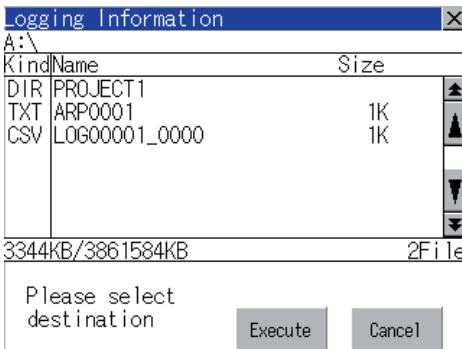 Logging Information
A:\
Kind Name Size
DIR PROJECT1
TXT ARP0001 1K
CSV LOG00001_0000 1K
3344KB/3861584KB 2File
Please select
destination
Execute Cancel